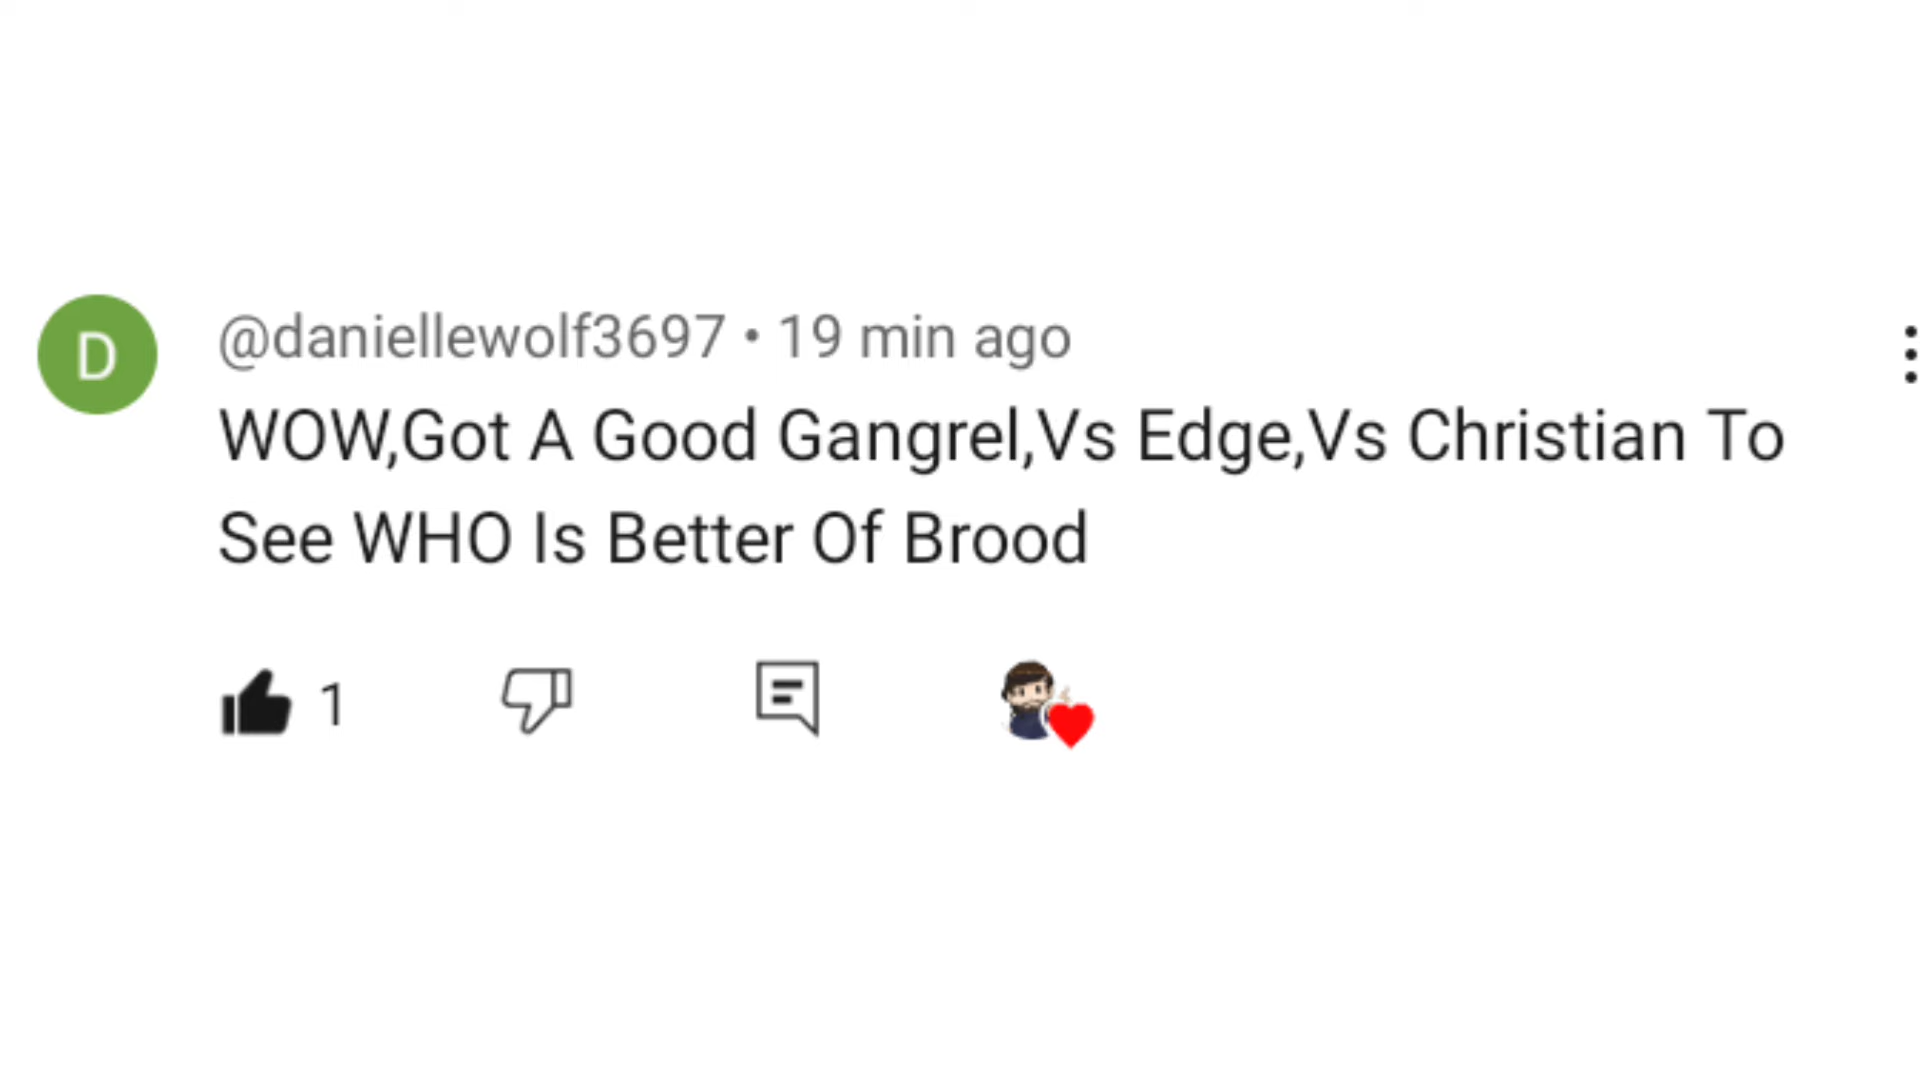 D
@daniellewolf3697 • 19 min ago
WOW,Got A Good Gangrel,Vs Edge,Vs Christian To
See WHO Is Better Of Brood
1